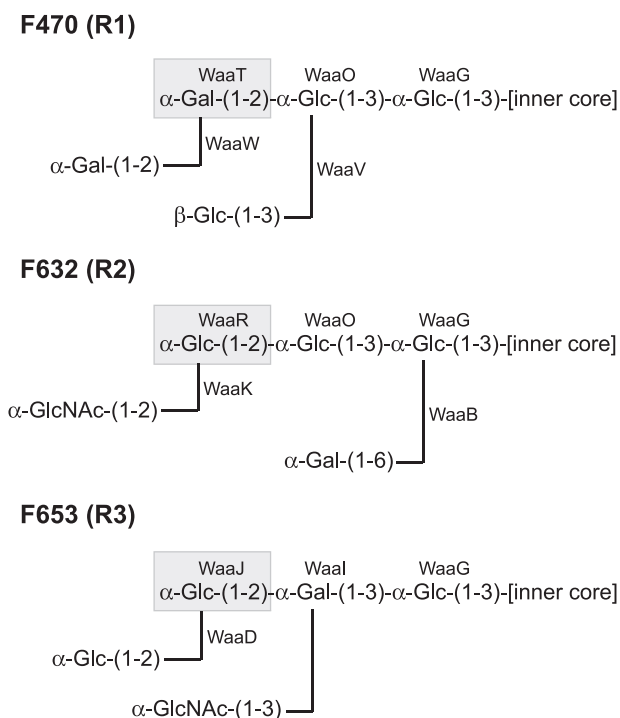 F470 (R1)
WaaT WaaO WaaG
α-Gal-(1-2)-α-Glc-(1-3)-α-Glc-(1-3)-[inner core]
WaaW
α-Gal-(1-2)
WaaV
β-Glc-(1-3)
F632 (R2)
WaaR WaaO WaaG
α-Glc-(1-2)-α-Glc-(1-3)-α-Glc-(1-3)-[inner core]
WaaK
α-GlcNAc-(1-2)
WaaB
α-Gal-(1-6)
F653 (R3)
WaaJ WaaI WaaG
α-Glc-(1-2)-α-Gal-(1-3)-α-Glc-(1-3)-[inner core]
WaaD
α-Glc-(1-2)
α-GlcNAc-(1-3)